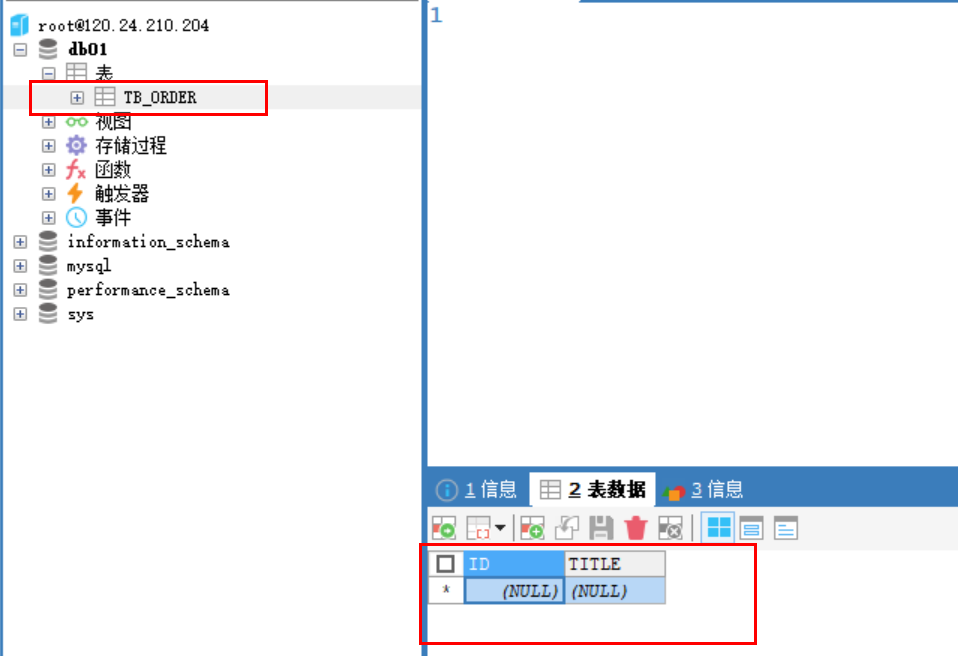 root@120.24.210.204
db01
表
TB_ORDER
视图
存储过程
函数
触发器
事件
information_schema
mysql
performance_schema
sys
1
1 信息 2 表数据 3 信息
ID TITLE
* (NULL) (NULL)